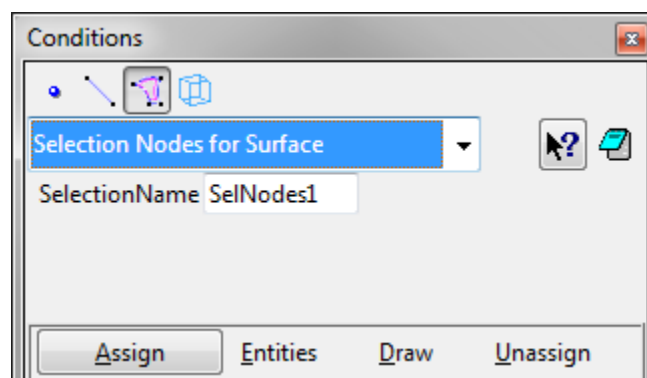 Conditions
Selection Nodes for Surface
?
SelectionName SelNodes1
Assign Entities Draw Unassign